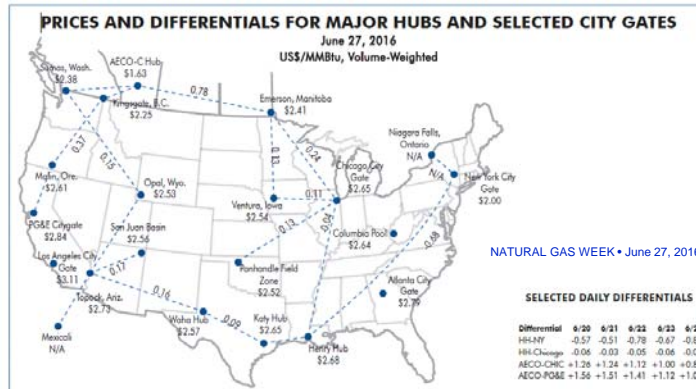 PRICES AND DIFFERENTIALS FOR MAJOR HUBS AND SELECTED CITY GATES
June 27, 2016
US$/MMBtu, Volume-Weighted
Sumas, Wash.
$2.38
AECO-C Hub
$1.63
0.78
Kingsgate, B.C.
$2.25
Emerson, Manitoba
$2.41
Niagara Falls,
Ontario
N/A
N/A
New York City
Gate
$2.00
0.37
0.15
0.13
0.24
Chicago City
Gate
$2.65
Malin, Ore.
$2.61
Opal, Wyo.
$2.53
Ventura, Iowa
$2.54
0.11
0.04
PG&E Citygate
$2.84
San Juan Basin
$2.56
0.13
Columbia Pool
$2.64
-0.68
Los Angeles City
Gate
$3.11
0.17
Panhandle Field
Zone
$2.52
Atlanta City
Gate
$2.79
Topock, Ariz.
$2.73
0.16
Waha Hub
$2.57
0.09
Katy Hub
$2.65
Henry Hub
$2.68
Mexicali
N/A
NATURAL GAS WEEK • June 27, 2016
SELECTED DAILY DIFFERENTIALS
Differential 6/20 6/21 6/22 6/23
HH-NY -0.57 -0.51 -0.78 -0.67
HH-Chicago -0.06 -0.03 -0.05 -0.06
AECO-CHIC +1.26 +1.24 +1.12 +1.00
AECO-PG&E +1.56 +1.51 +1.41 +1.12